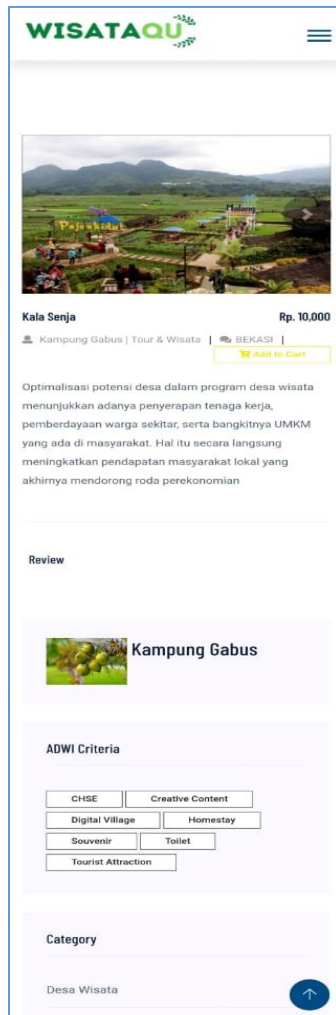 WISATAQU
Pujonkidul
Malang
Kala Senja Rp. 10,000
Kampung Gabus | Tour & Wisata | BEKASI |
Add to Cart
Optimalisasi potensi desa dalam program desa wisata
menunjukkan adanya penyerapan tenaga kerja,
pemberdayaan warga sekitar, serta bangkitnya UMKM
yang ada di masyarakat. Hal itu secara langsung
meningkatkan pendapatan masyarakat lokal yang
akhirnya mendorong roda perekonomian
Review
Kampung Gabus
ADWI Criteria
CHSE Creative Content
Digital Village Homestay
Souvenir Toilet
Tourist Attraction
Category
Desa Wisata